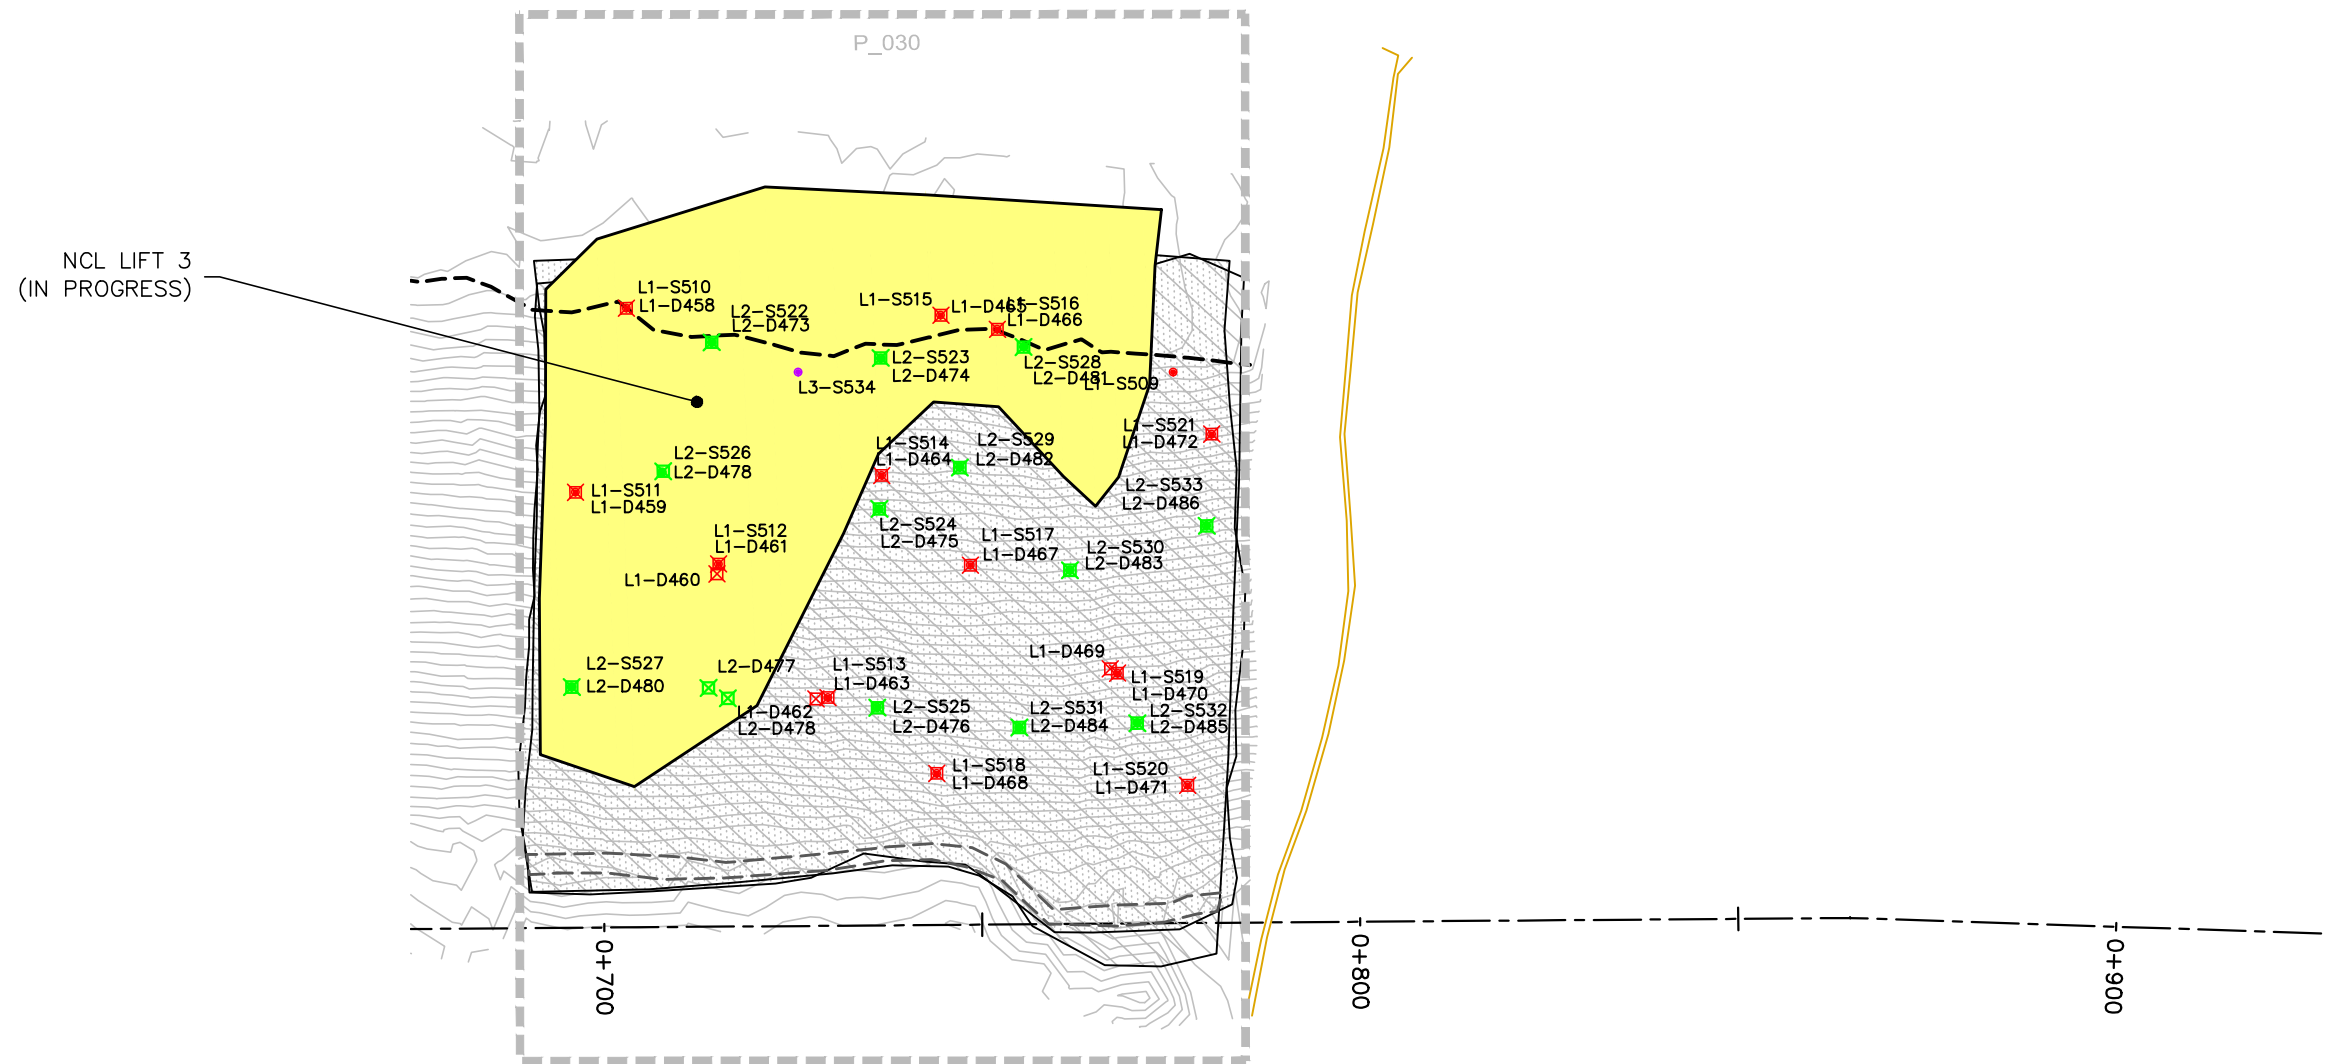 P_030
NCL LIFT 3
(IN PROGRESS)
L1-S510
L1-D458
L2-S522
L2-D473
L1-S515
L1-D465
L1-S516
L1-D466
L2-S523
L2-D474
L2-S528
L2-D481
L1-S509
L3-S534
L1-S521
L1-D472
L1-S514
L1-D464
L2-S529
L2-D482
L2-S526
L2-D478
L1-S511
L1-D459
L2-S533
L2-D486
L2-S524
L2-D475
L1-S512
L1-D461
L1-D460
L1-S517
L1-D467
L2-S530
L2-D483
L2-S527
L2-D480
L2-D477
L1-S513
L1-D463
L1-D469
L1-S519
L1-D470
L1-D462
L2-D478
L2-S525
L2-D476
L2-S531
L2-D484
L2-S532
L2-D485
L1-S518
L1-D468
L1-S520
L1-D471
0+700
0+800
0+900